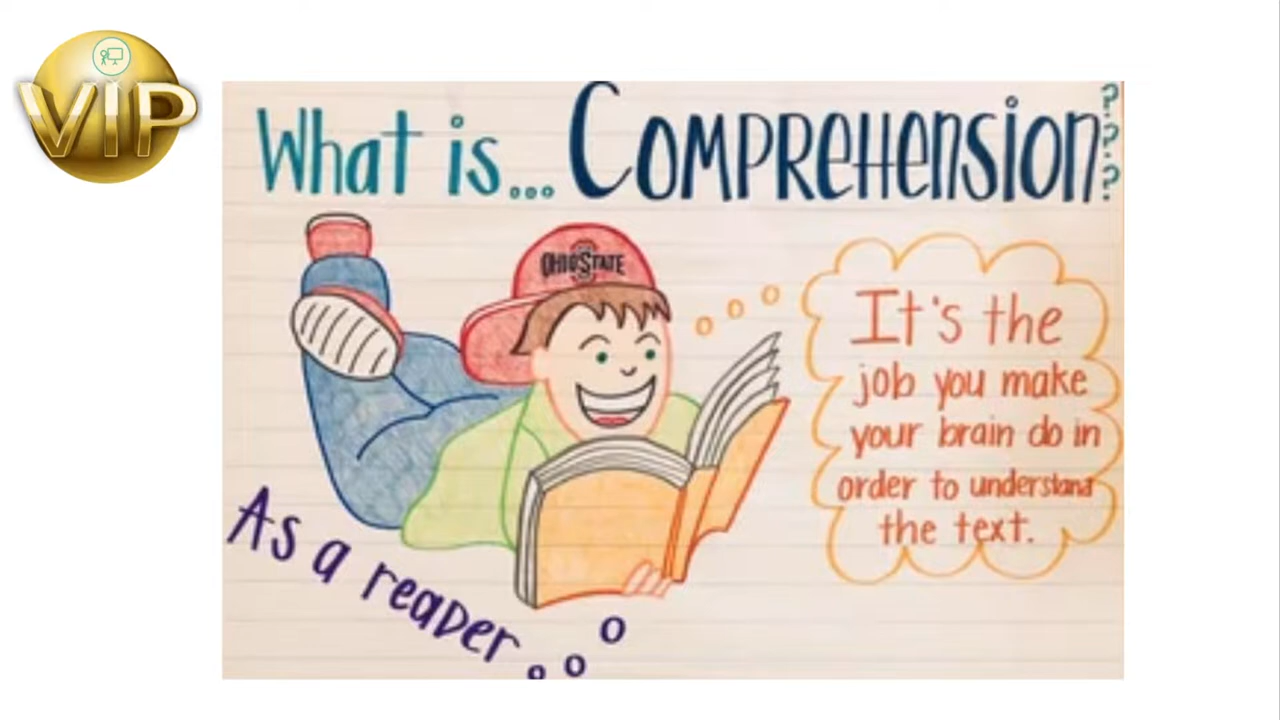 VIP
What is... COMPREHENSION???
OHIO STATE
It's the
job you make
your brain do in
order to understand
the text.
As a reader...